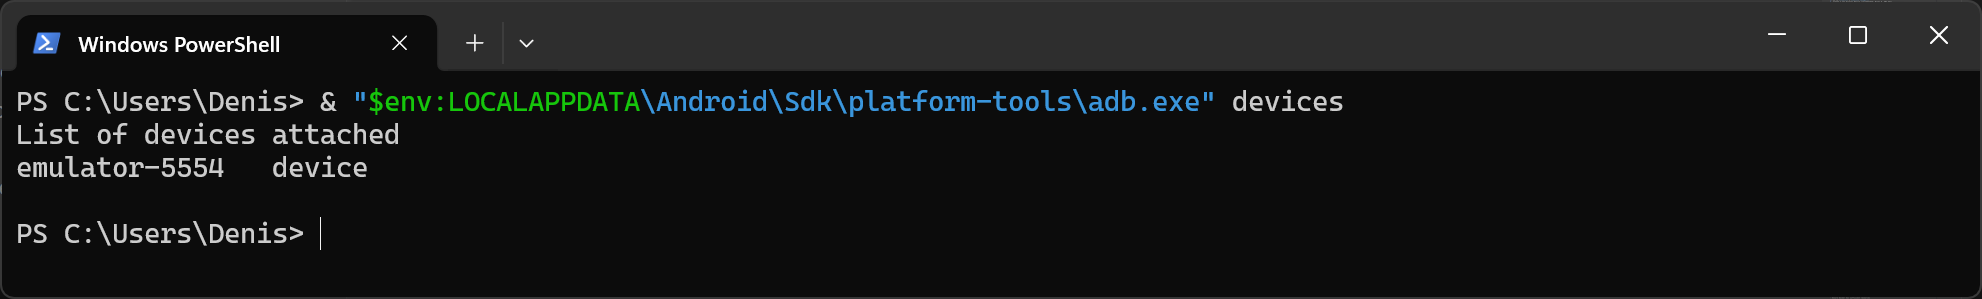 Windows PowerShell
PS C:\Users\Denis> & "$env:LOCALAPPDATA\Android\Sdk\platform-tools\adb.exe" devices
List of devices attached
emulator-5554   device
PS C:\Users\Denis>